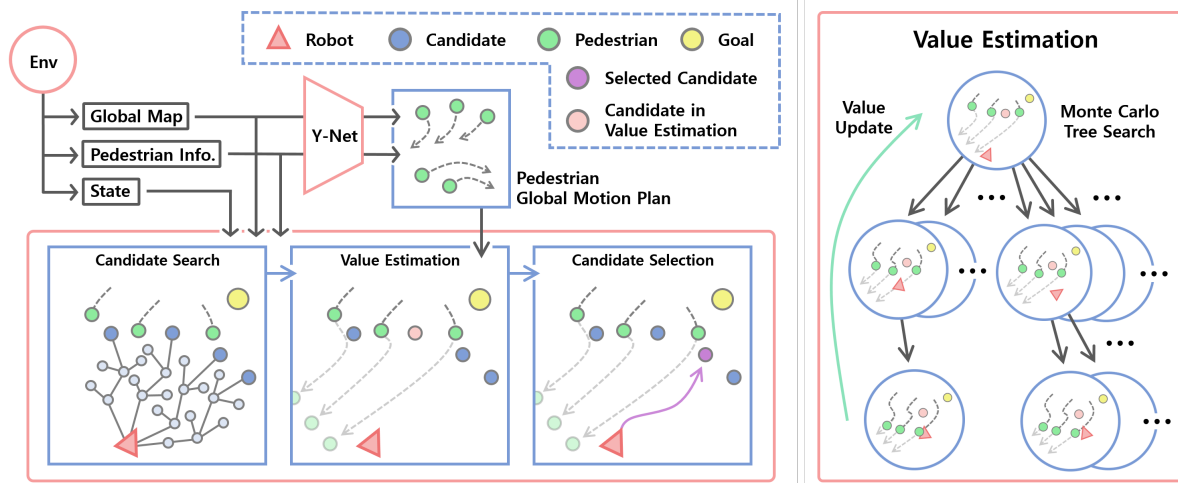 Env
Global Map
Pedestrian Info.
State
Y-Net
Robot
Candidate
Pedestrian
Goal
Selected Candidate
Candidate in
Value Estimation
Pedestrian
Global Motion Plan
Candidate Search
Value Estimation
Candidate Selection
Value Estimation
Value
Update
Monte Carlo
Tree Search